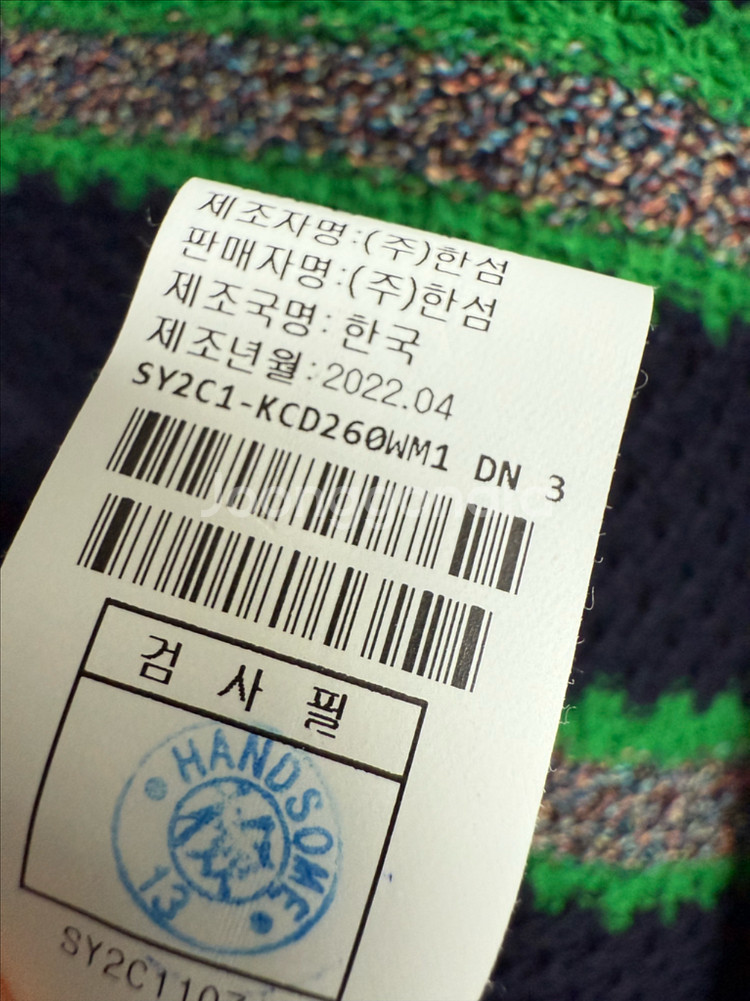 제조자명:(주)한섬
판매자명:(주)한섬
제조국명:한국
제조년월:2022.04
SY2C1-KCD260WM1 DN 3
Joonggonara
검 사 필
HANDSOME
13